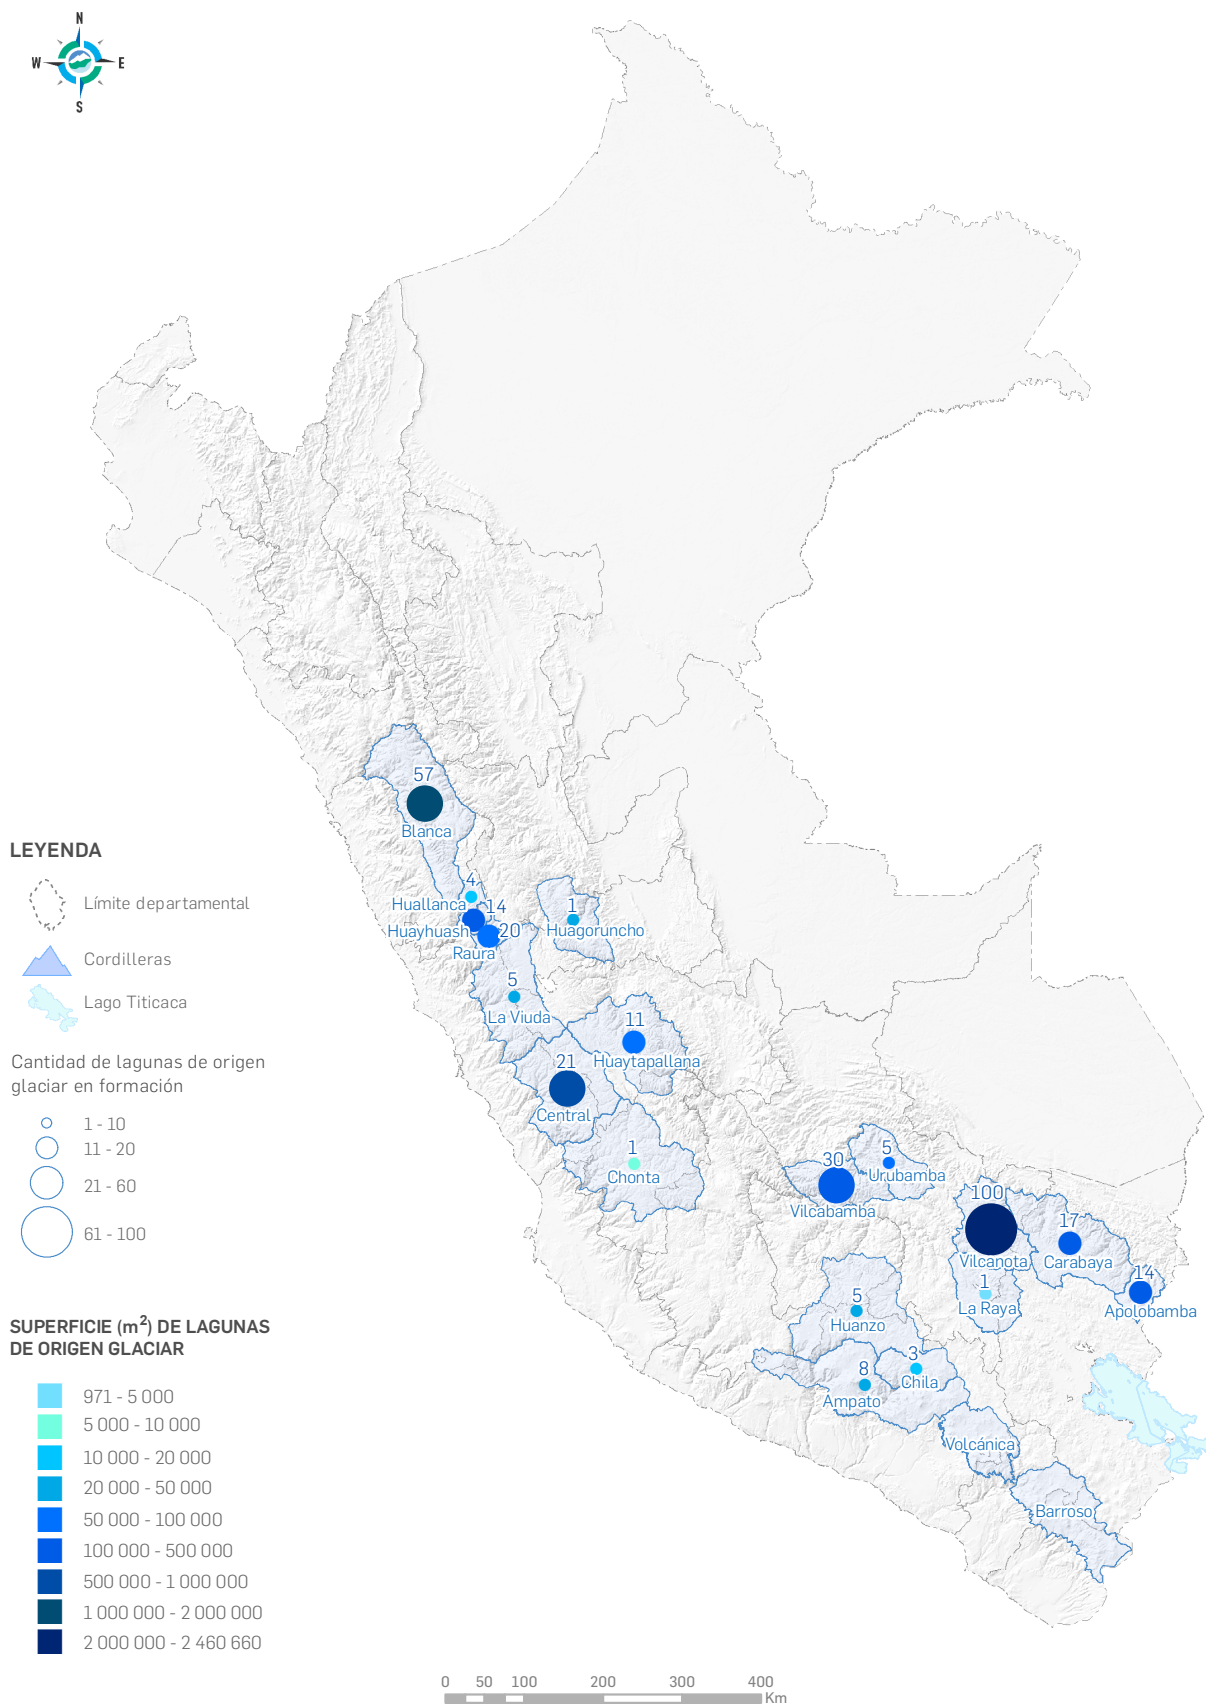 N
W
E
S
57
Blanca
4
Huallanca
14
Huayhuash
20
Raura
1
Huagoruncho
5
La Viuda
11
Huaytapallana
21
Central
1
Chonta
30
Vilcabamba
5
Urubamba
100
Vilcanota
17
Carabaya
1
La Raya
14
Apolobamba
5
Huanzo
3
Chila
8
Ampato
Volcánica
Barroso
LEYENDA
Límite departamental
Cordilleras
Lago Titicaca
Cantidad de lagunas de origen
glaciar en formación
1 - 10
11 - 20
21 - 60
61 - 100
SUPERFICIE (m²) DE LAGUNAS
DE ORIGEN GLACIAR
971 - 5 000
5 000 - 10 000
10 000 - 20 000
20 000 - 50 000
50 000 - 100 000
100 000 - 500 000
500 000 - 1 000 000
1 000 000 - 2 000 000
2 000 000 - 2 460 660
0 50 100 200 300 400
Km